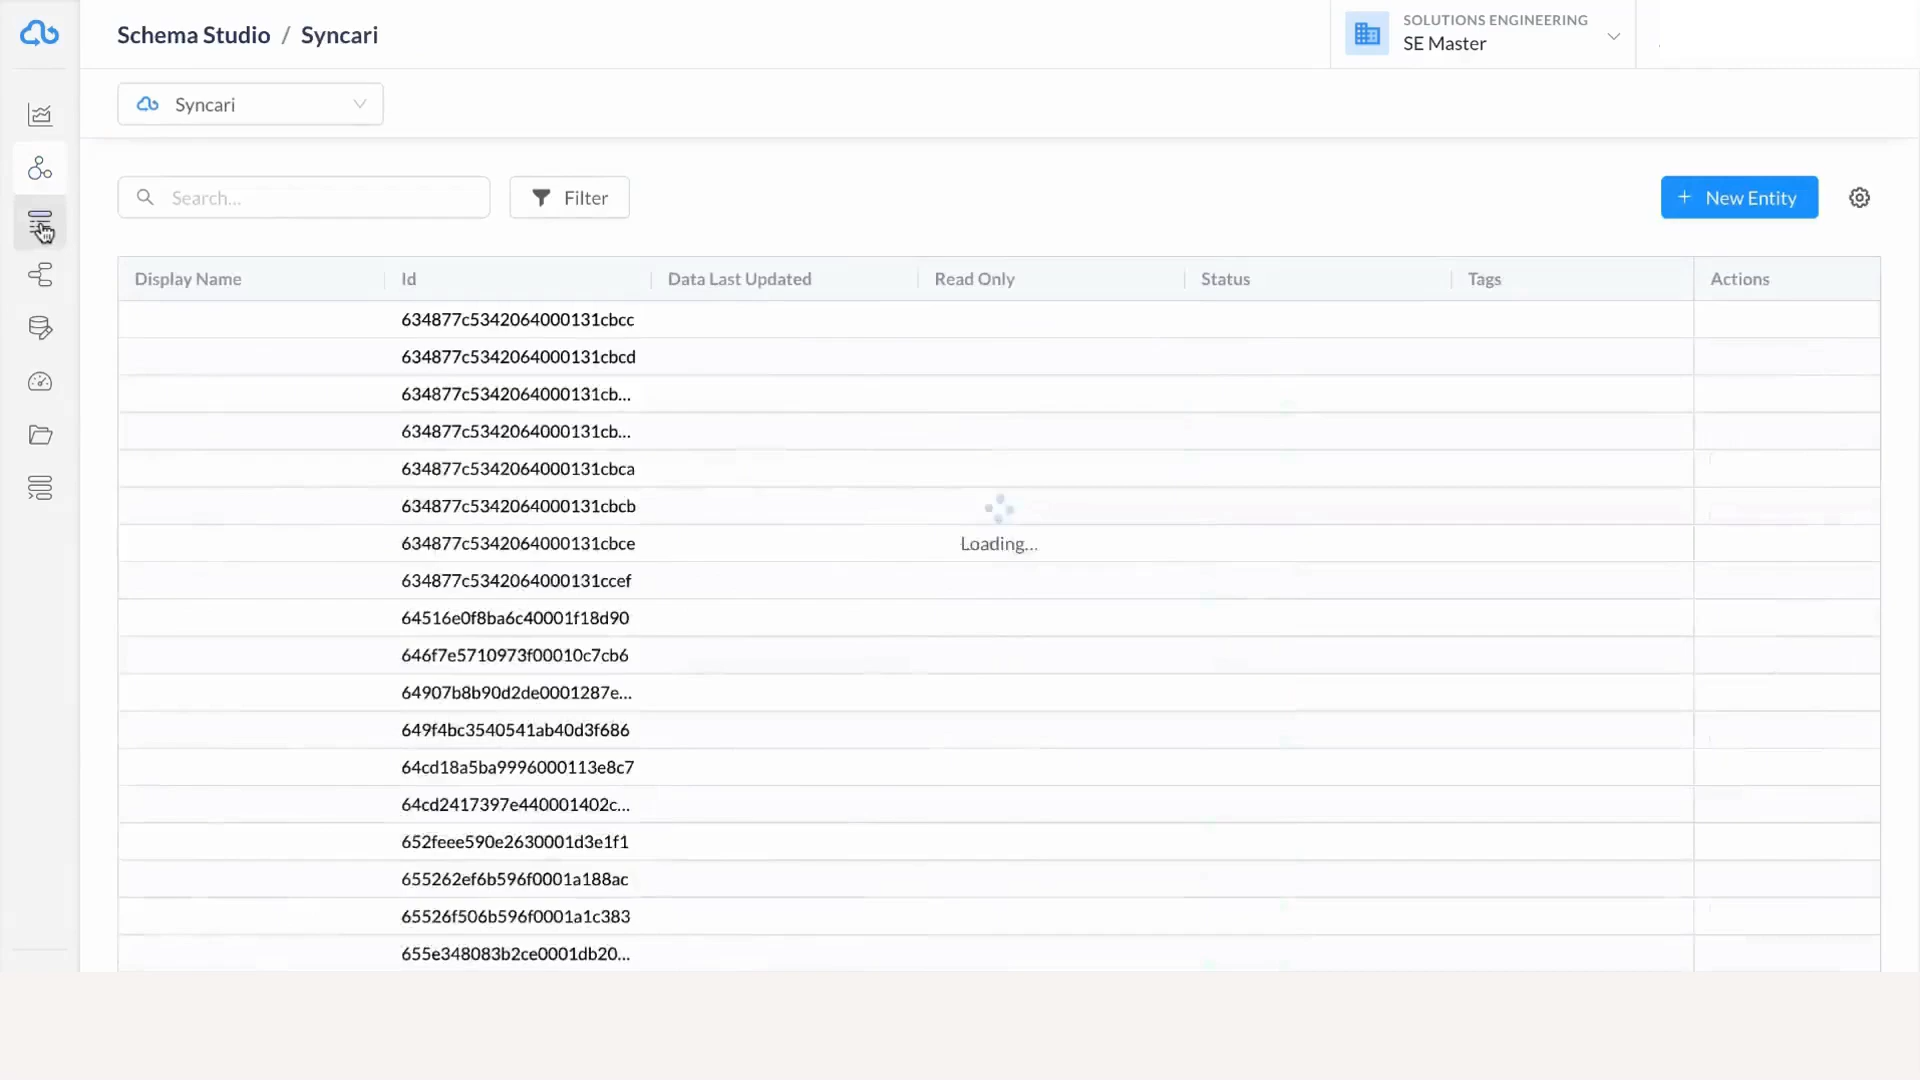 Schema Studio / Syncari
SOLUTIONS ENGINEERING
SE Master
Syncari
Search...
Filter
+ New Entity
Display Name Id Data Last Updated Read Only Status Tags Actions
634877c5342064000131cbcc
634877c5342064000131cbcd
634877c5342064000131cb...
634877c5342064000131cb...
634877c5342064000131cbca
634877c5342064000131cbcb
634877c5342064000131cbce
Loading...
634877c5342064000131ccef
64516e0f8ba6c40001f18d90
646f7e5710973f00010c7cb6
64907b8b90d2de0001287e...
649f4bc3540541ab40d3f686
64cd18a5ba9996000113e8c7
64cd2417397e440001402c...
652feee590e2630001d3e1f1
655262ef6b596f0001a188ac
65526f506b596f0001a1c383
655e348083b2ce0001db20...